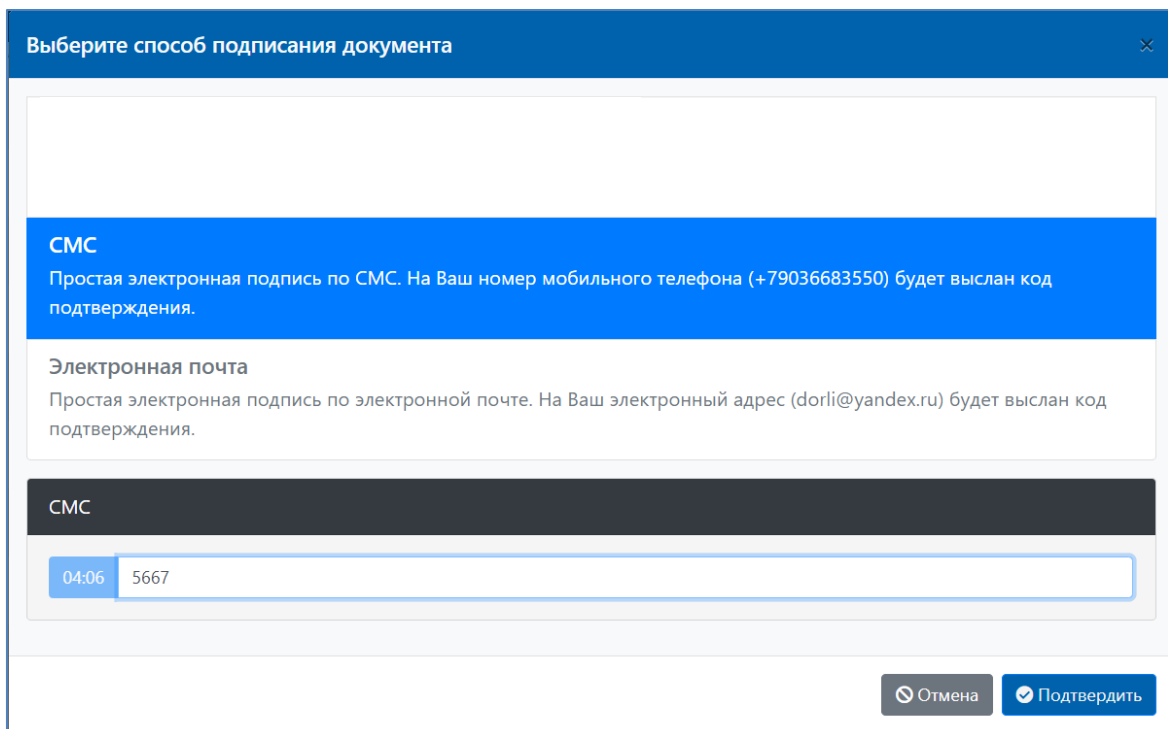 Выберите способ подписания документа
×
СМС
Простая электронная подпись по СМС. На Ваш номер мобильного телефона (+79036683550) будет выслан код
подтверждения.
Электронная почта
Простая электронная подпись по электронной почте. На Ваш электронный адрес (dorli@yandex.ru) будет выслан код
подтверждения.
СМС
04:06 5667
Отмена Подтвердить